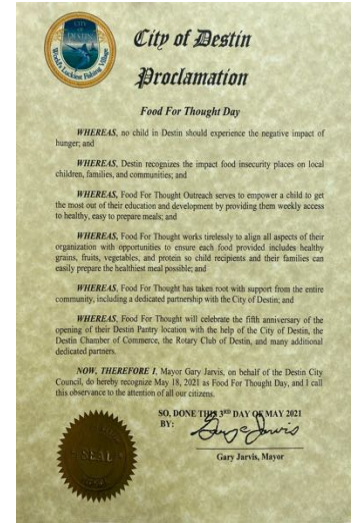 CITY
OF
DESTIN
World's Luckiest Fishing Village
City of Destin
Proclamation
Food For Thought Day
WHEREAS, no child in Destin should experience the negative impact of
hunger; and
WHEREAS, Destin recognizes the impact food insecurity places on local
children, families, and communities; and
WHEREAS, Food For Thought Outreach serves to empower a child to get
the most out of their education and development by providing them weekly access
to healthy, easy to prepare meals; and
WHEREAS, Food For Thought works tirelessly to align all aspects of their
organization with opportunities to ensure each food provided includes healthy
grains, fruits, vegetables, and protein so child recipients and their families can
easily prepare the healthiest meal possible; and
WHEREAS, Food For Thought has taken root with support from the entire
community, including a dedicated partnership with the City of Destin; and
WHEREAS, Food For Thought will celebrate the fifth anniversary of the
opening of their Destin Pantry location with the help of the City of Destin, the
Destin Chamber of Commerce, the Rotary Club of Destin, and many additional
dedicated partners.
NOW, THEREFORE I, Mayor Gary Jarvis, on behalf of the Destin City
Council, do hereby recognize May 18, 2021 as Food For Thought Day, and I call
this observance to the attention of all our citizens.
SO, DONE THIS 3RD DAY OF MAY 2021
BY:
Gary Jarvis
Gary Jarvis, Mayor
SEAL